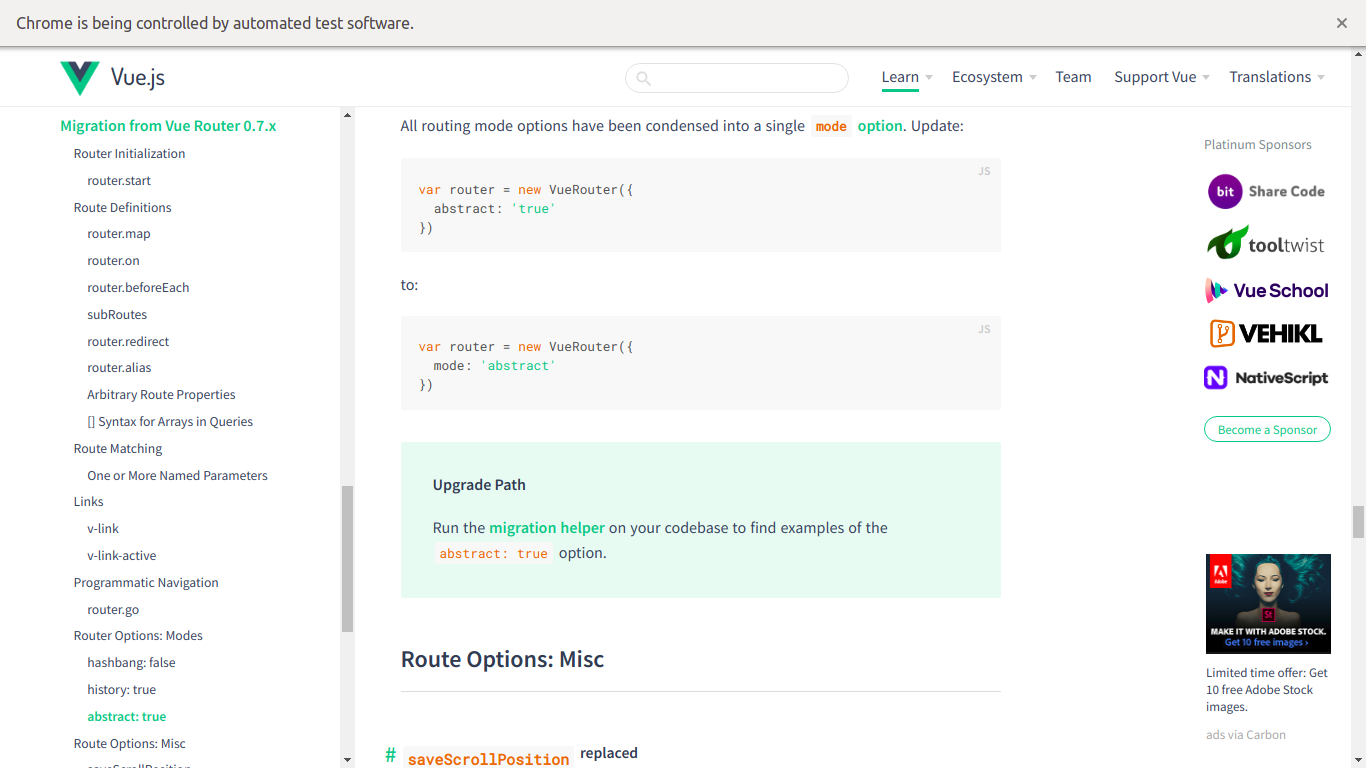 Chrome is being controlled by automated test software.
Vue.js
Learn
Ecosystem
Team
Support Vue
Translations
Migration from Vue Router 0.7.x
Router Initialization
router.start
Route Definitions
router.map
router.on
router.beforeEach
subRoutes
router.redirect
router.alias
Arbitrary Route Properties
[] Syntax for Arrays in Queries
Route Matching
One or More Named Parameters
Links
v-link
v-link-active
Programmatic Navigation
router.go
Router Options: Modes
hashbang: false
history: true
abstract: true
Route Options: Misc
saveScrollPosition
All routing mode options have been condensed into a single mode option. Update:
JS
var router = new VueRouter({
abstract: 'true'
})
to:
JS
var router = new VueRouter({
mode: 'abstract'
})
Upgrade Path
Run the migration helper on your codebase to find examples of the
abstract: true option.
Route Options: Misc
# saveScrollPosition replaced
Platinum Sponsors
bit Share Code
tooltwist
Vue School
VEHIKL
NativeScript
Become a Sponsor
Adobe
St
MAKE IT WITH ADOBE STOCK.
Get 10 free images ›
Limited time offer: Get
10 free Adobe Stock
images.
ads via Carbon